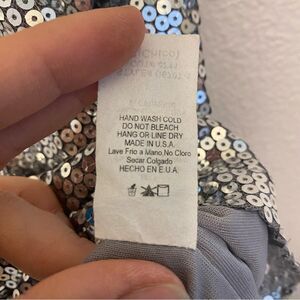 HAND WASH COLD
DO NOT BLEACH
HANG OR LINE DRY
MADE IN U.S.A.
Lave Frio a Mano,No Cloro
Secar Colgado
HECHO EN E.U.A.